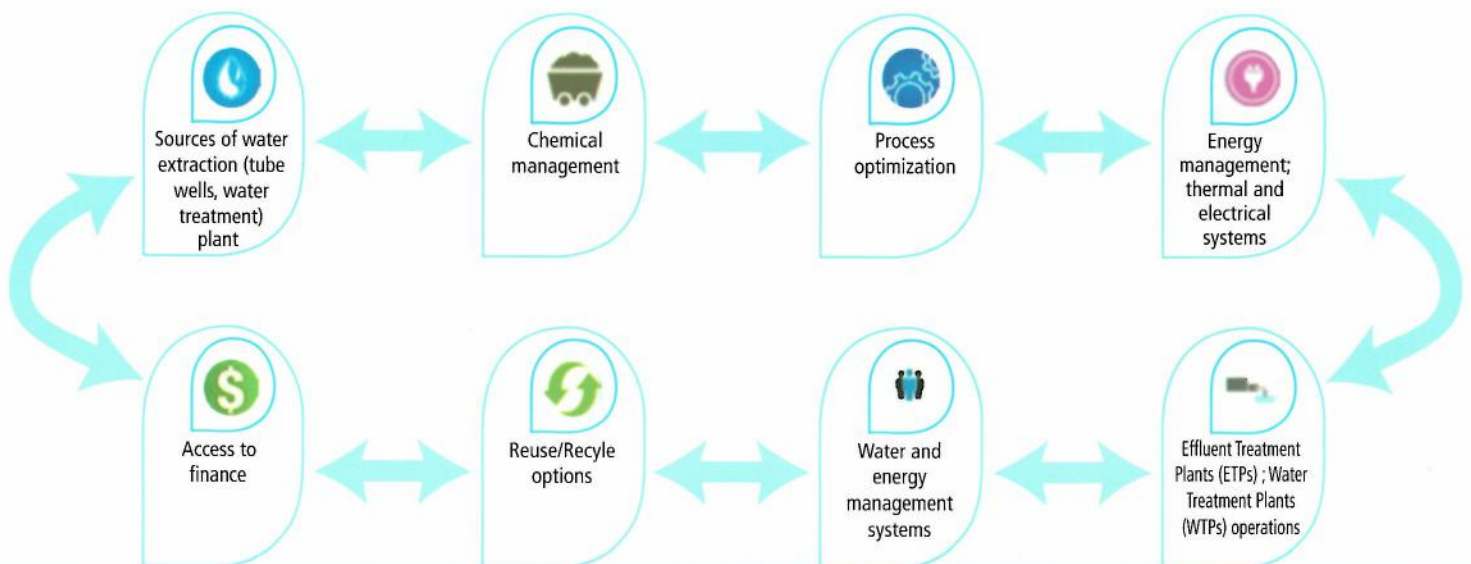 Sources of water
extraction (tube
wells, water
treatment)
plant
Chemical
management
Process
optimization
Energy
management;
thermal and
electrical
systems
Access to
finance
Reuse/Recyle
options
Water and
energy
management
systems
Effluent Treatment
Plants (ETPs) ; Water
Treatment Plants
(WTPs) operations